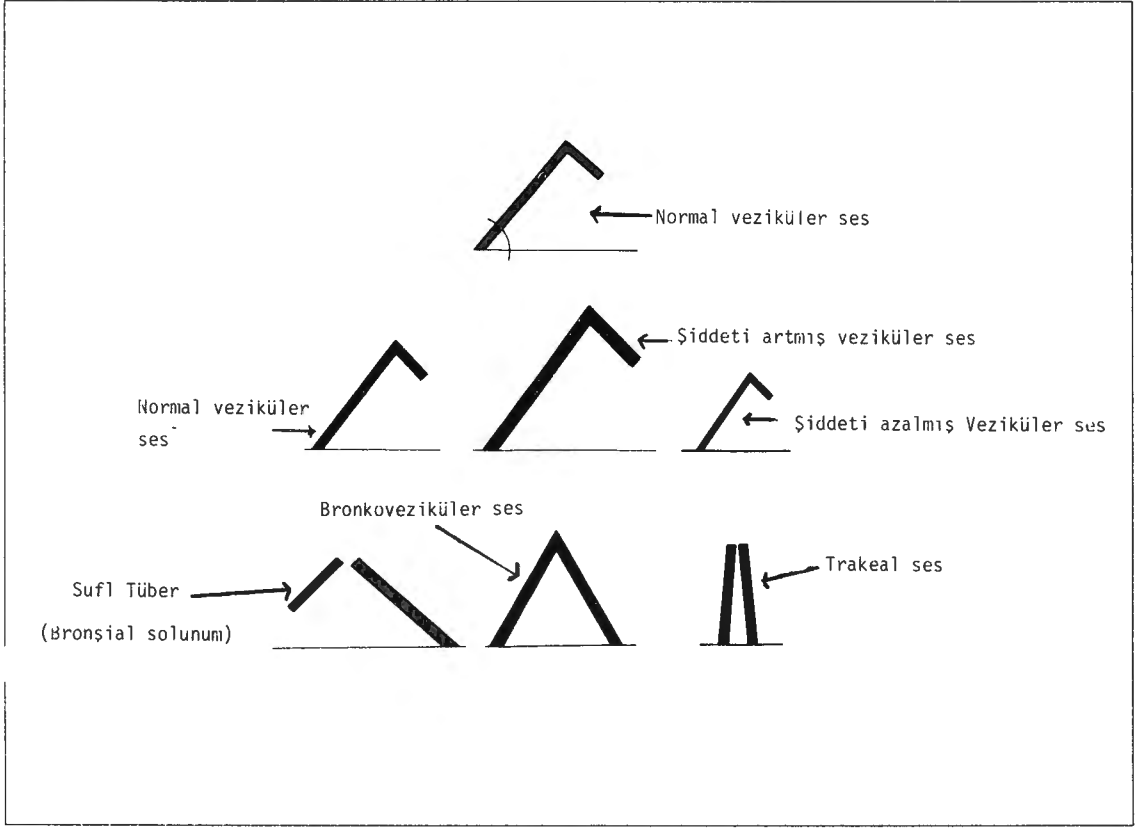 Normal veziküler ses
Şiddeti artmış veziküler ses
Normal veziküler
ses
Şiddeti azalmış Veziküler ses
Bronkoveziküler ses
Sufl Tüber
(Bronşial solunum)
Trakeal ses